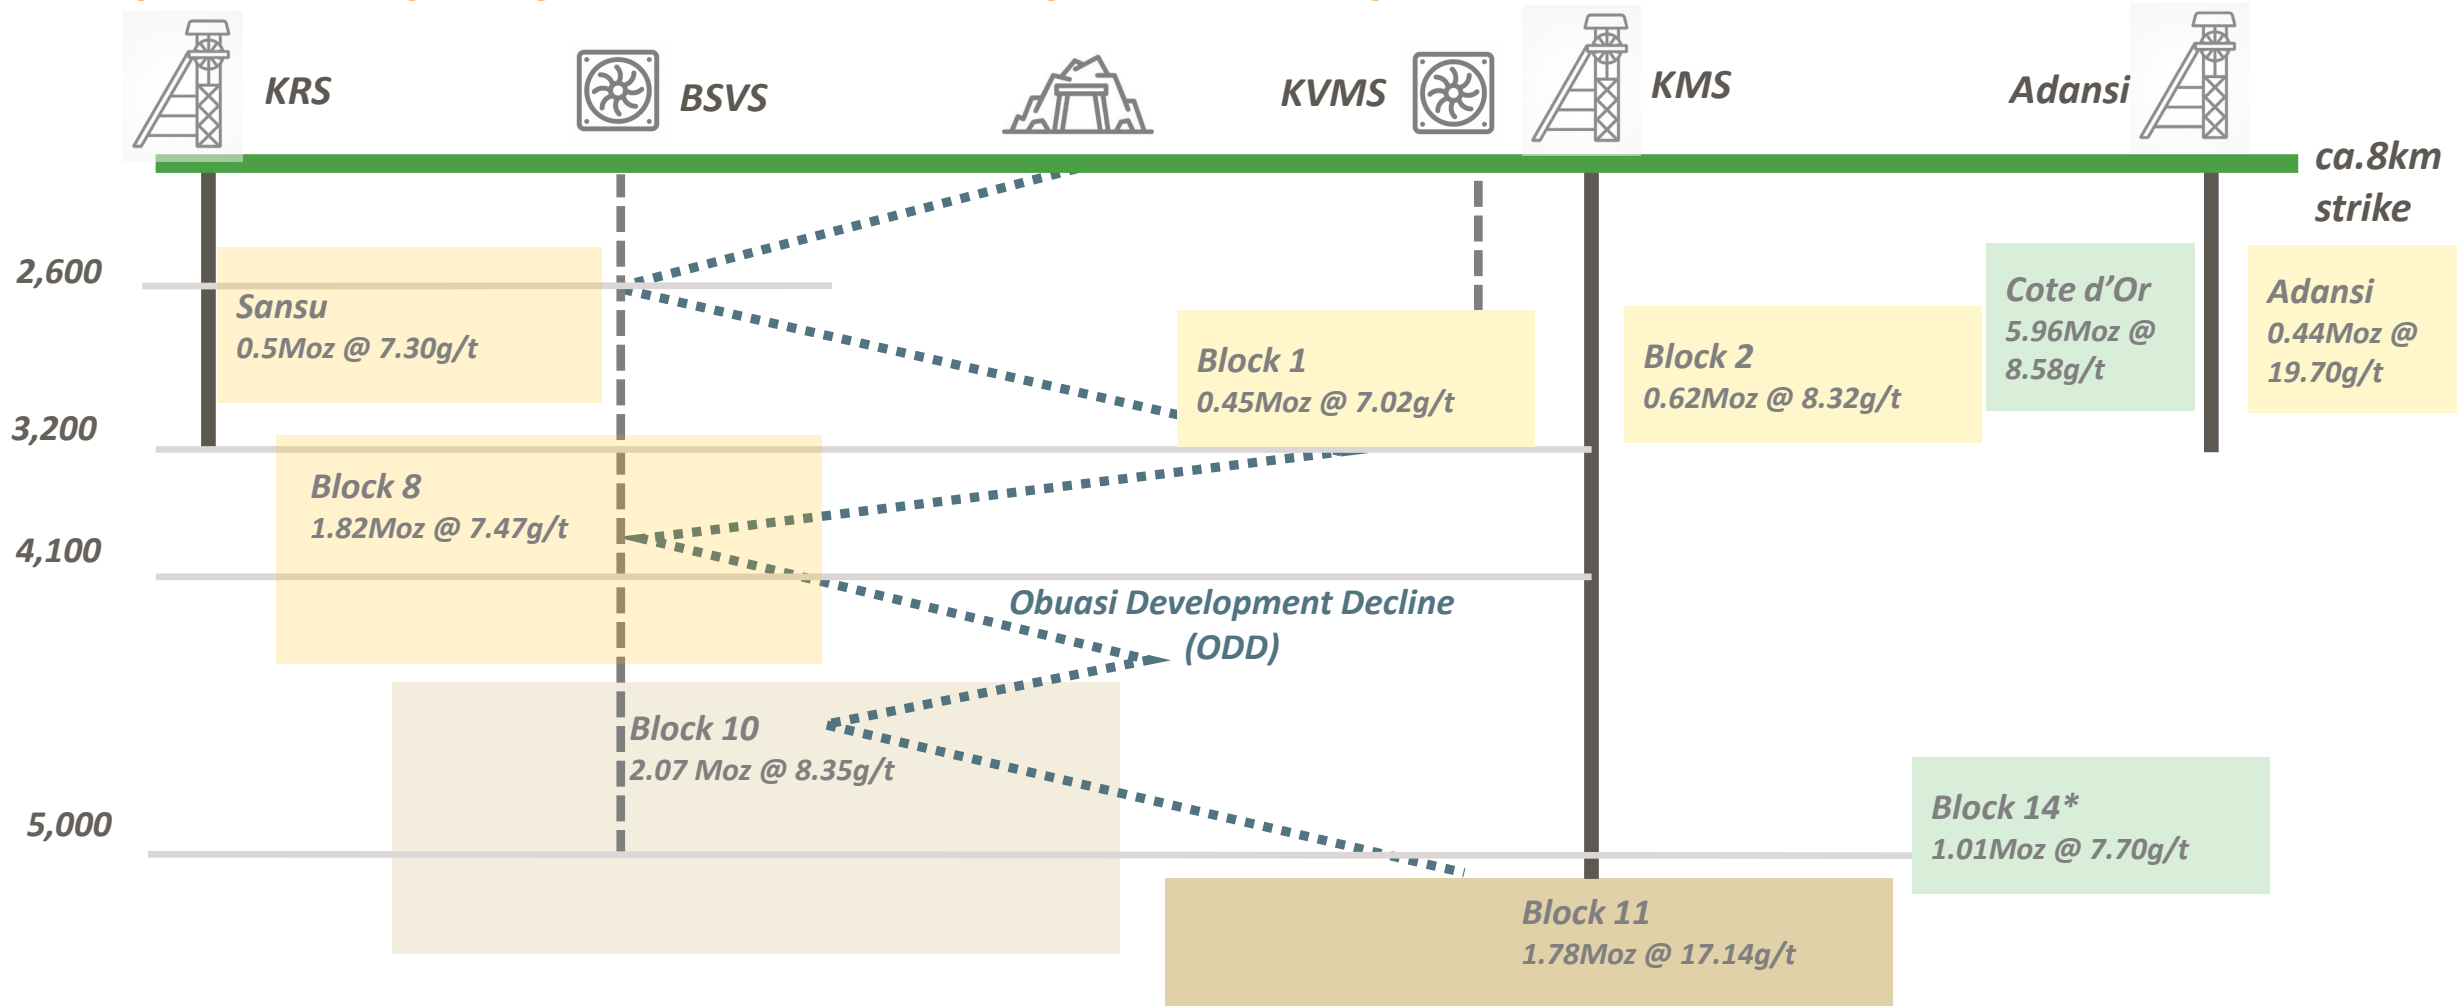 KRS
BSVS
KVMS
KMS
Adansi
ca.8km
strike
2,600
Sansu
0.5Moz @ 7.30g/t
Block 1
0.45Moz @ 7.02g/t
Block 2
0.62Moz @ 8.32g/t
Cote d’Or
5.96Moz @
8.58g/t
Adansi
0.44Moz @
19.70g/t
3,200
Block 8
1.82Moz @ 7.47g/t
4,100
Obuasi Development Decline
(ODD)
Block 10
2.07 Moz @ 8.35g/t
5,000
Block 14*
1.01Moz @ 7.70g/t
Block 11
1.78Moz @ 17.14g/t